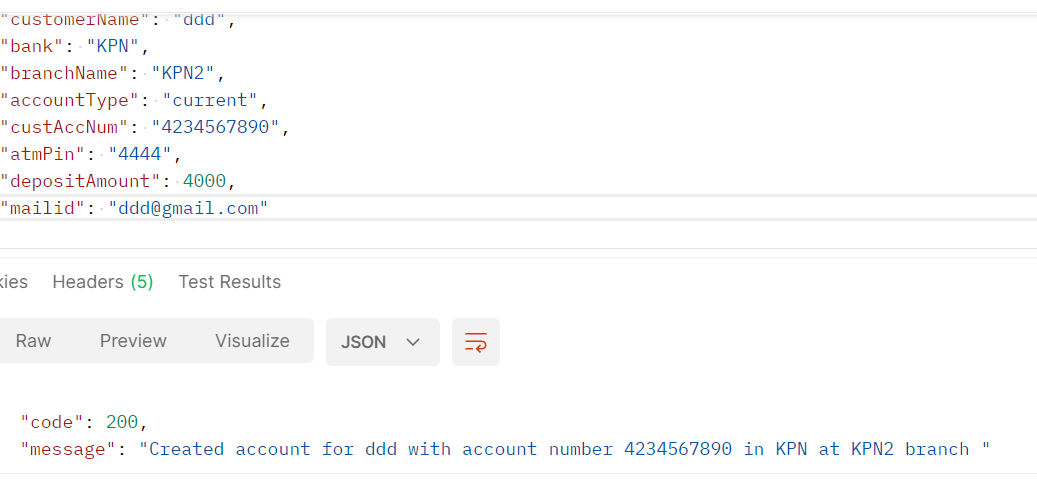 "customerName": "ddd",
"bank": "KPN",
"branchName": "KPN2",
"accountType": "current",
"custAccNum": "4234567890",
"atmPin": "4444",
"depositAmount": 4000,
"mailid": "ddd@gmail.com"
kies Headers (5) Test Results
Raw Preview Visualize JSON
"code": 200,
"message": "Created account for ddd with account number 4234567890 in KPN at KPN2 branch "